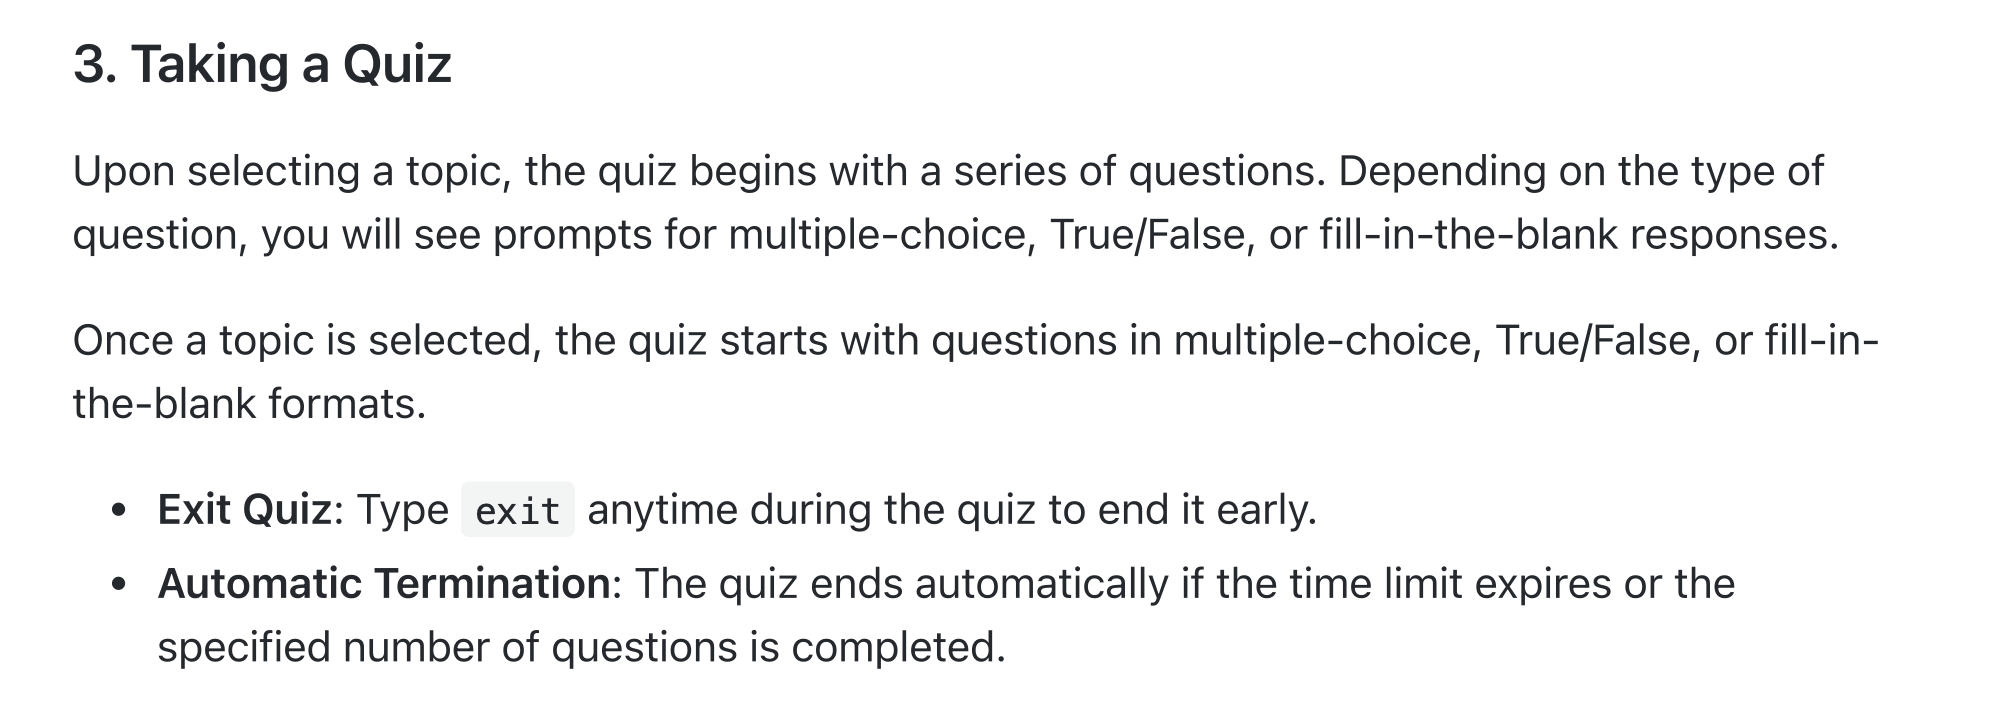 3. Taking a Quiz
Upon selecting a topic, the quiz begins with a series of questions. Depending on the type of
question, you will see prompts for multiple-choice, True/False, or fill-in-the-blank responses.
Once a topic is selected, the quiz starts with questions in multiple-choice, True/False, or fill-in-
the-blank formats.
• Exit Quiz: Type exit anytime during the quiz to end it early.
• Automatic Termination: The quiz ends automatically if the time limit expires or the
specified number of questions is completed.